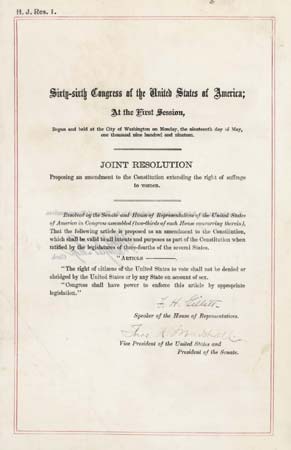 H. J. Res. 1.
Sixty-sixth Congress of the United States of America;
At the First Session,
Begun and held at the City of Washington on Monday, the nineteenth day of May,
one thousand nine hundred and nineteen.
JOINT RESOLUTION
Proposing an amendment to the Constitution extending the right of suffrage
to women.
Resolved by the Senate and House of Representatives of the United States
of America in Congress assembled (two-thirds of each House concurring therein),
That the following article is proposed as an amendment to the Constitution,
which shall be valid to all intents and purposes as part of the Constitution when
ratified by the legislatures of three-fourths of the several States.
"ARTICLE ————.
"The right of citizens of the United States to vote shall not be denied or
abridged by the United States or by any State on account of sex.
"Congress shall have power to enforce this article by appropriate
legislation."
F. H. Gillett
Speaker of the House of Representatives.
Thos. R. Marshall
Vice President of the United States and
President of the Senate.